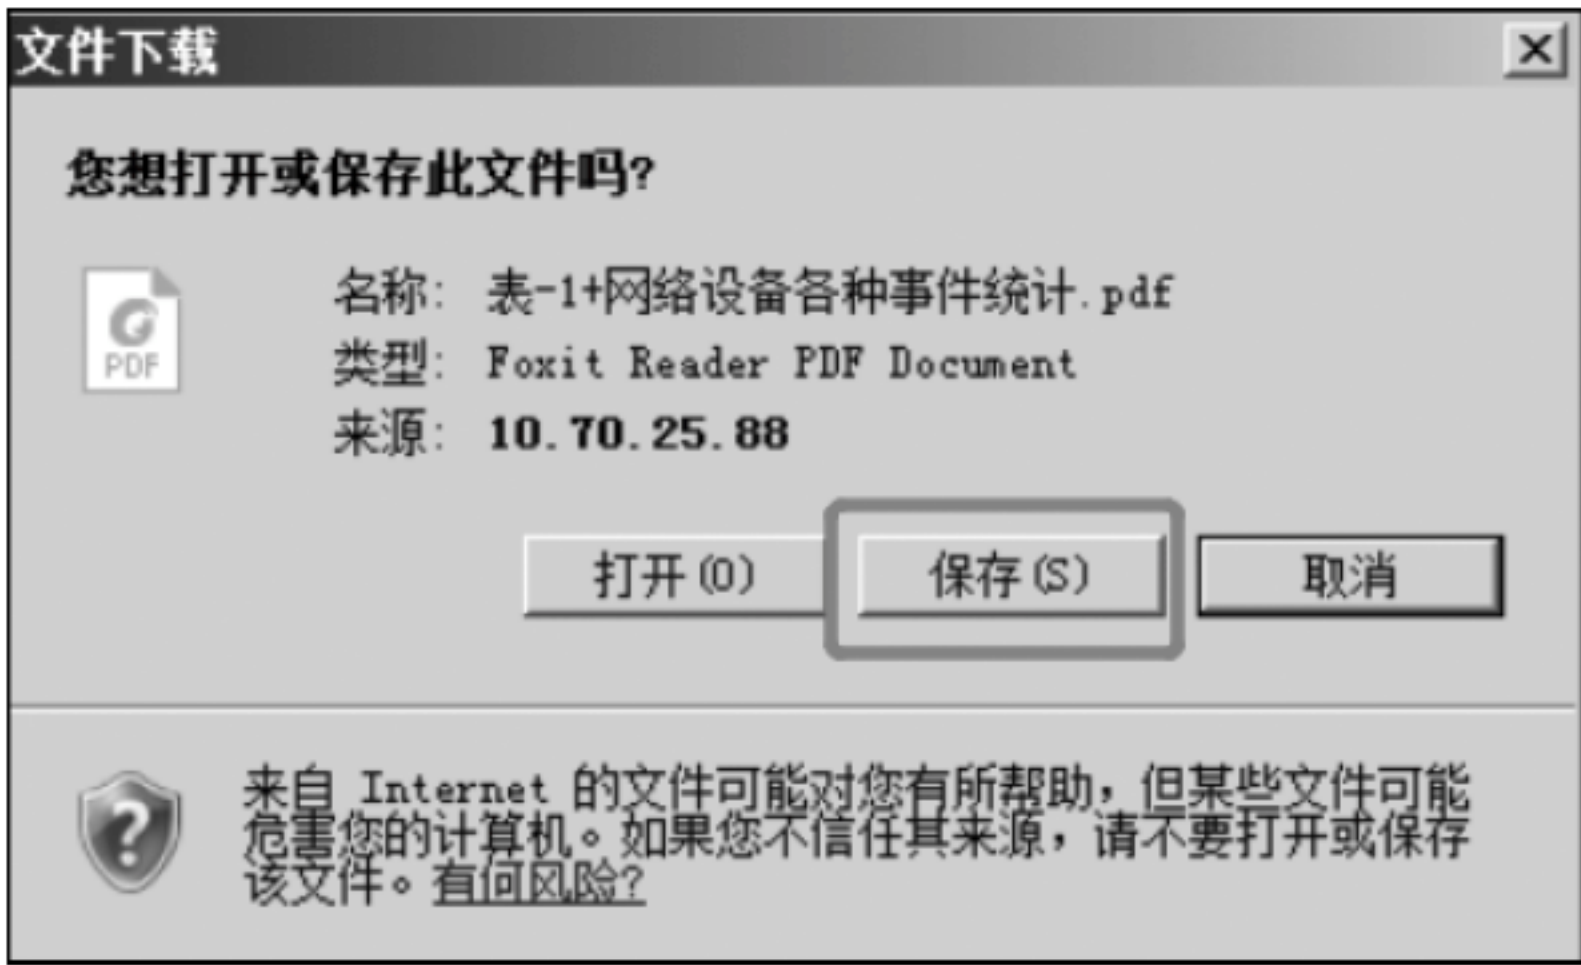 文件下载
您想打开或保存此文件吗?
名称: 表-1+网络设备各种事件统计.pdf
PDF
类型: Foxit Reader PDF Document
来源: 10.70.25.88
打开(O) 保存(S) 取消
来自 Internet 的文件可能对您有所帮助，但某些文件可能
危害您的计算机。如果您不信任其来源，请不要打开或保存
该文件。有何风险?